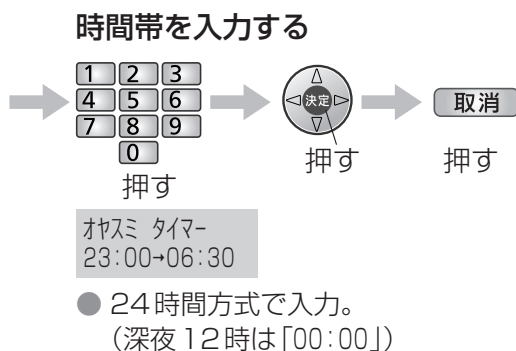 時間帯を入力する
1 2 3
4 5 6
7 8 9
0
決定
取消
押す
押す
押す
オヤスミ タイマー
23:00→06:30
● 24時間方式で入力。
(深夜12時は「00:00」)